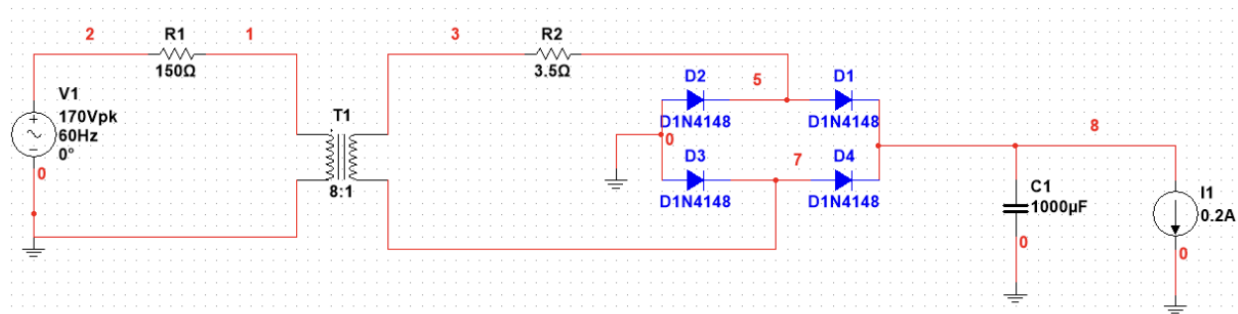 2
R1
1
150Ω
3
R2
3.5Ω
V1
170Vpk
60Hz
0°
0
T1
8:1
D2
5
D1
D1N4148
D1N4148
0
D3
7
D4
D1N4148
D1N4148
8
C1
1000µF
0
I1
0.2A
0